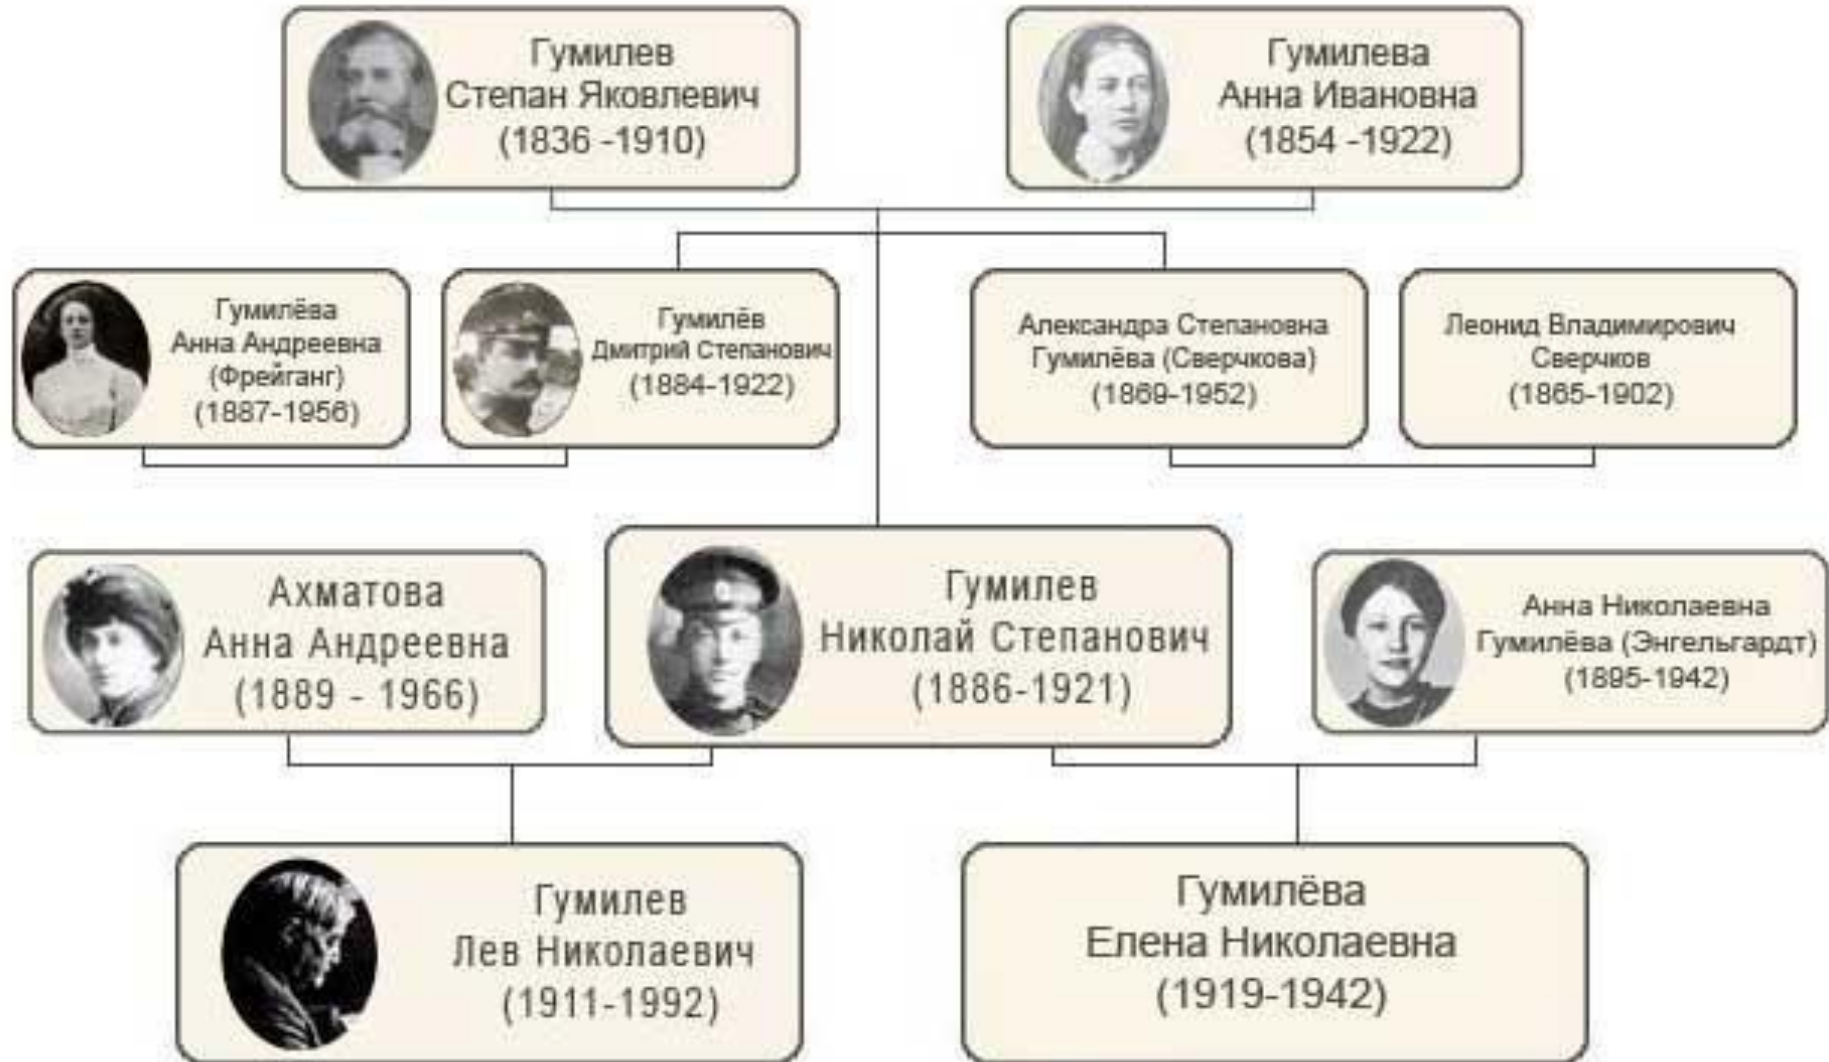 Гумилев
Степан Яковлевич
(1836 -1910)
Гумилева
Анна Ивановна
(1854 -1922)
Гумилёва
Анна Андреевна
(Фрейганг)
(1887-1956)
Гумилёв
Дмитрий Степанович
(1884-1922)
Александра Степановна
Гумилёва (Сверчкова)
(1869-1952)
Леонид Владимирович
Сверчков
(1865-1902)
Ахматова
Анна Андреевна
(1889 - 1966)
Гумилев
Николай Степанович
(1886-1921)
Анна Николаевна
Гумилёва (Энгельгардт)
(1895-1942)
Гумилев
Лев Николаевич
(1911-1992)
Гумилёва
Елена Николаевна
(1919-1942)